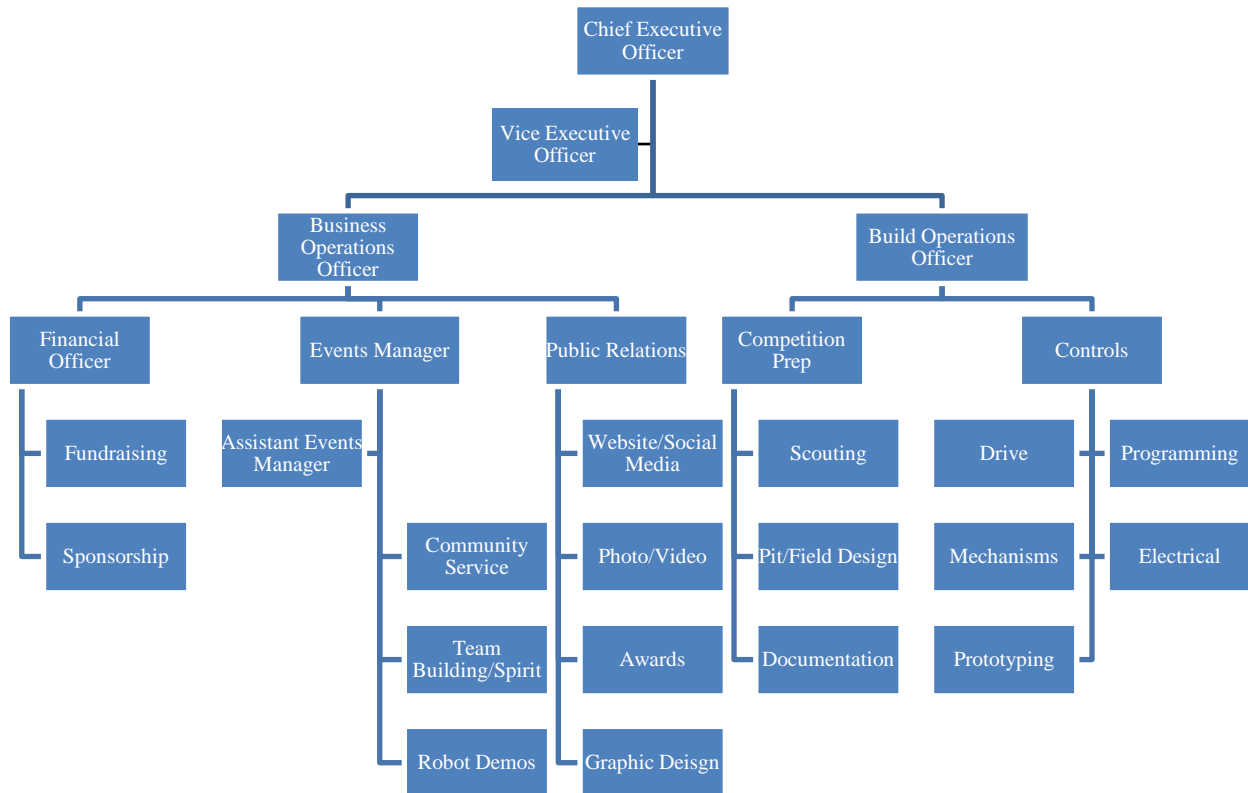 Chief Executive
Officer
Vice Executive
Officer
Business
Operations
Officer
Build Operations
Officer
Financial
Officer
Events Manager
Public Relations
Competition
Prep
Controls
Fundraising
Assistant Events
Manager
Website/Social
Media
Scouting
Drive
Programming
Sponsorship
Community
Service
Photo/Video
Pit/Field Design
Mechanisms
Electrical
Team
Building/Spirit
Awards
Documentation
Prototyping
Robot Demos
Graphic Deisgn